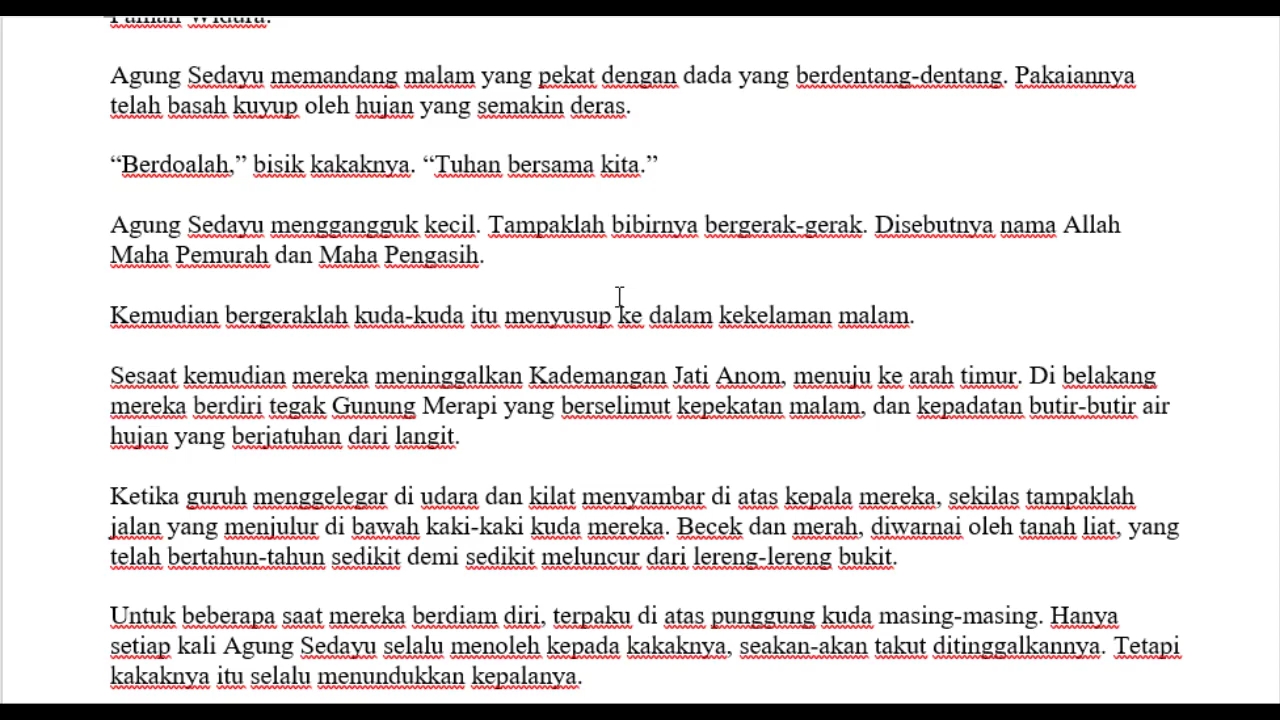 Taman Widura.
Agung Sedayu memandang malam yang pekat dengan dada yang berdentang-dentang. Pakaiannya
telah basah kuyup oleh hujan yang semakin deras.
“Berdoalah,” bisik kakaknya. “Tuhan bersama kita.”
Agung Sedayu menggangguk kecil. Tampaklah bibirnya bergerak-gerak. Disebutnya nama Allah
Maha Pemurah dan Maha Pengasih.
Kemudian bergeraklah kuda-kuda itu menyusup ke dalam kekelaman malam.
Sesaat kemudian mereka meninggalkan Kademangan Jati Anom, menuju ke arah timur. Di belakang
mereka berdiri tegak Gunung Merapi yang berselimut kepekatan malam, dan kepadatan butir-butir air
hujan yang berjatuhan dari langit.
Ketika guruh menggelegar di udara dan kilat menyambar di atas kepala mereka, sekilas tampaklah
jalan yang menjulur di bawah kaki-kaki kuda mereka. Becek dan merah, diwarnai oleh tanah liat, yang
telah bertahun-tahun sedikit demi sedikit meluncur dari lereng-lereng bukit.
Untuk beberapa saat mereka berdiam diri, terpaku di atas punggung kuda masing-masing. Hanya
setiap kali Agung Sedayu selalu menoleh kepada kakaknya, seakan-akan takut ditinggalkannya. Tetapi
kakaknya itu selalu menundukkan kepalanya.